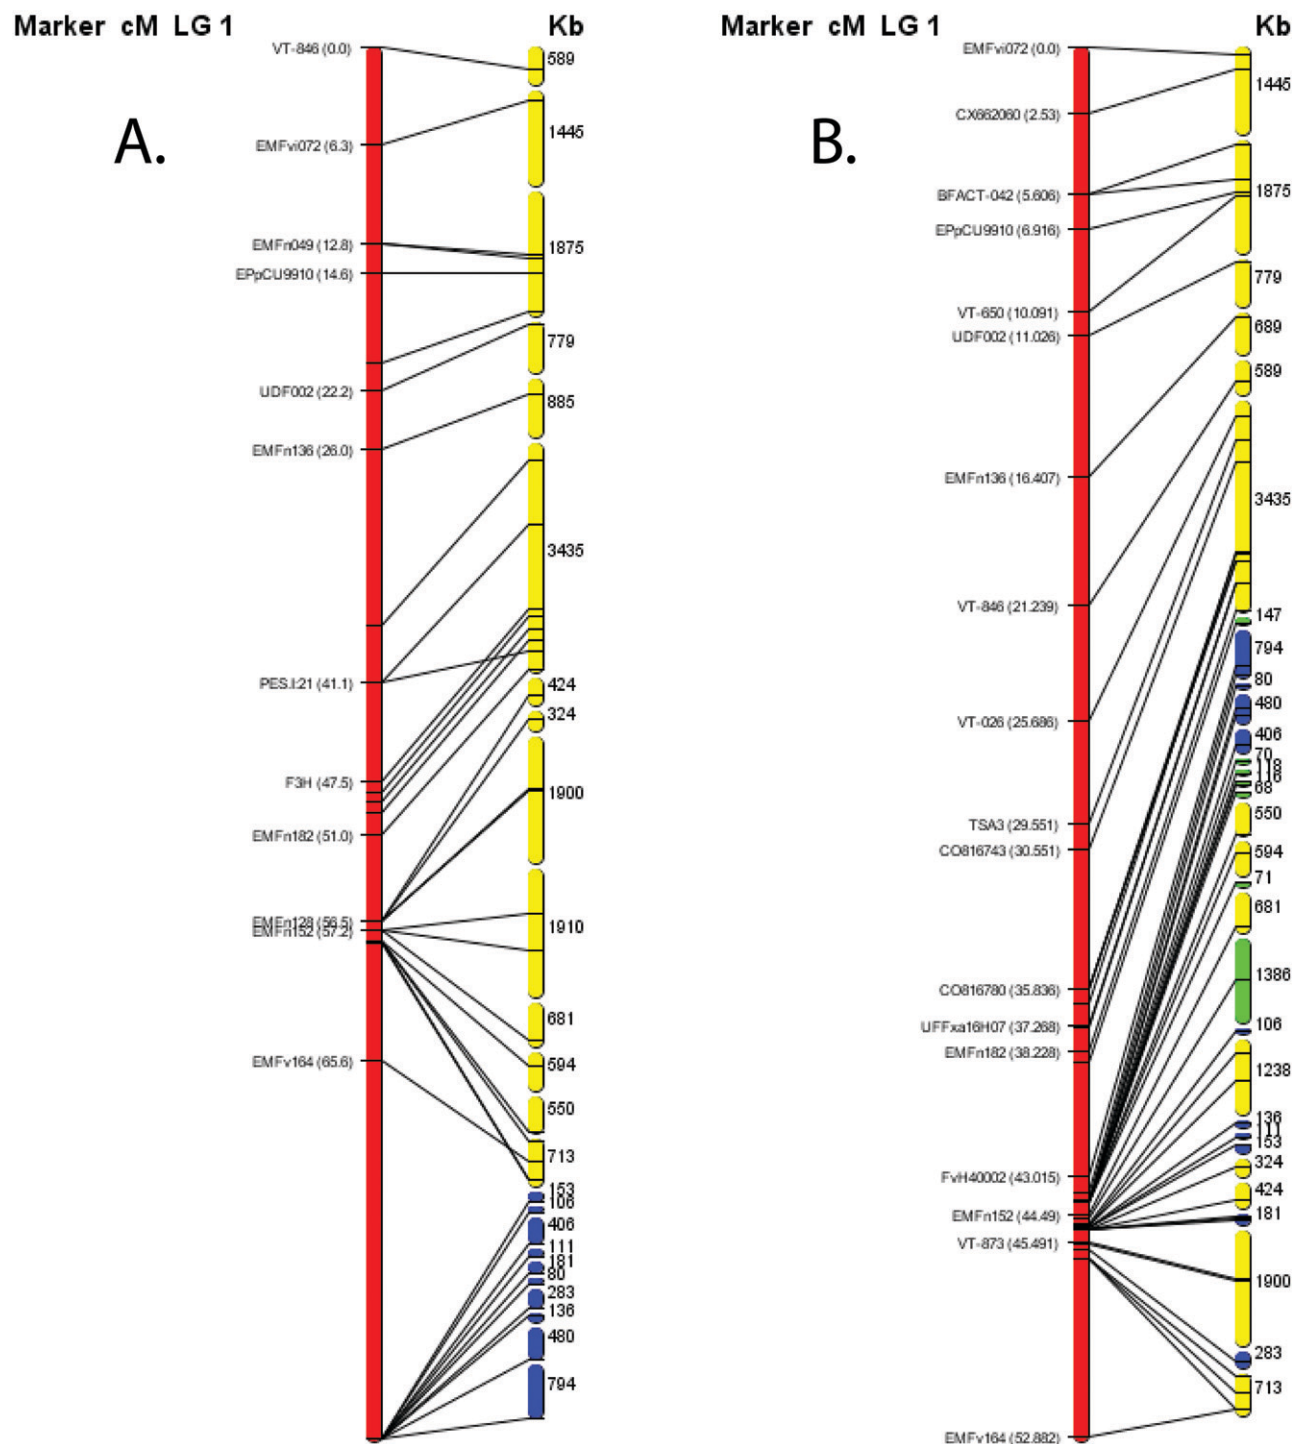 Marker cM LG 1 Kb
A.
VT-846 (0.0)
EMFvi072 (6.3)
EMFn049 (12.8)
EPpCU9910 (14.6)
UDF002 (22.2)
EMFn136 (26.0)
PES.I:21 (41.1)
F3H (47.5)
EMFn182 (51.0)
EMFn128 (56.5)
EMFn152 (57.2)
EMFv164 (65.6)
589
1445
1875
779
885
3435
424
324
1900
1910
681
594
550
713
153
106
406
111
181
80
283
136
480
794
Marker cM LG 1 Kb
B.
EMFvi072 (0.0)
CX662060 (2.53)
BFACT-042 (5.606)
EPpCU9910 (6.916)
VT-650 (10.091)
UDF002 (11.026)
EMFn136 (16.407)
VT-846 (21.239)
VT-026 (25.686)
TSA3 (29.551)
CO816743 (30.551)
CO816780 (35.836)
UFFxa16H07 (37.268)
EMFn182 (38.228)
FvH40002 (43.015)
EMFn152 (44.49)
VT-873 (45.491)
EMFv164 (52.882)
1445
1875
779
689
589
3435
147
794
80
480
406
70
118
116
68
550
594
71
681
1386
106
1238
136
111
153
324
424
181
1900
283
713